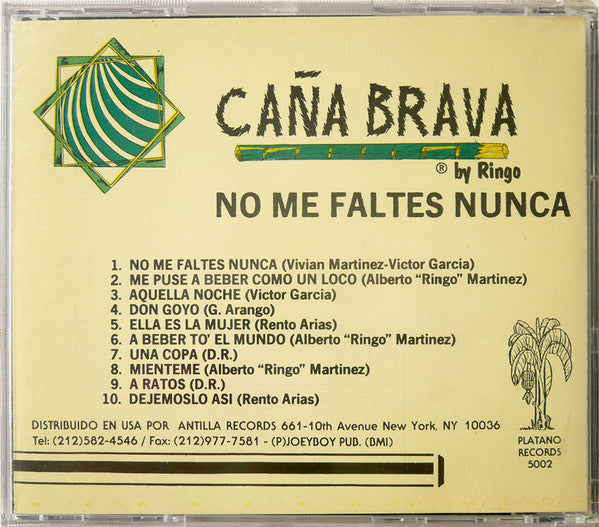 CAÑA BRAVA
® by Ringo
NO ME FALTES NUNCA
1. NO ME FALTES NUNCA (Vivian Martinez-Victor Garcia)
2. ME PUSE A BEBER COMO UN LOCO (Alberto "Ringo" Martinez)
3. AQUELLA NOCHE (Victor Garcia)
4. DON GOYO (G. Arango)
5. ELLA ES LA MUJER (Rento Arias)
6. A BEBER TO' EL MUNDO (Alberto "Ringo" Martinez)
7. UNA COPA (D.R.)
8. MIENTEME (Alberto "Ringo" Martinez)
9. A RATOS (D.R.)
10. DEJEMOSLO ASI (Rento Arias)
DISTRIBUIDO EN USA POR ANTILLA RECORDS 661-10th Avenue New York, NY 10036
Tel: (212)582-4546 / Fax: (212)977-7581 - (P)JOEYBOY PUB. (BMI)
PLATANO
RECORDS
5002